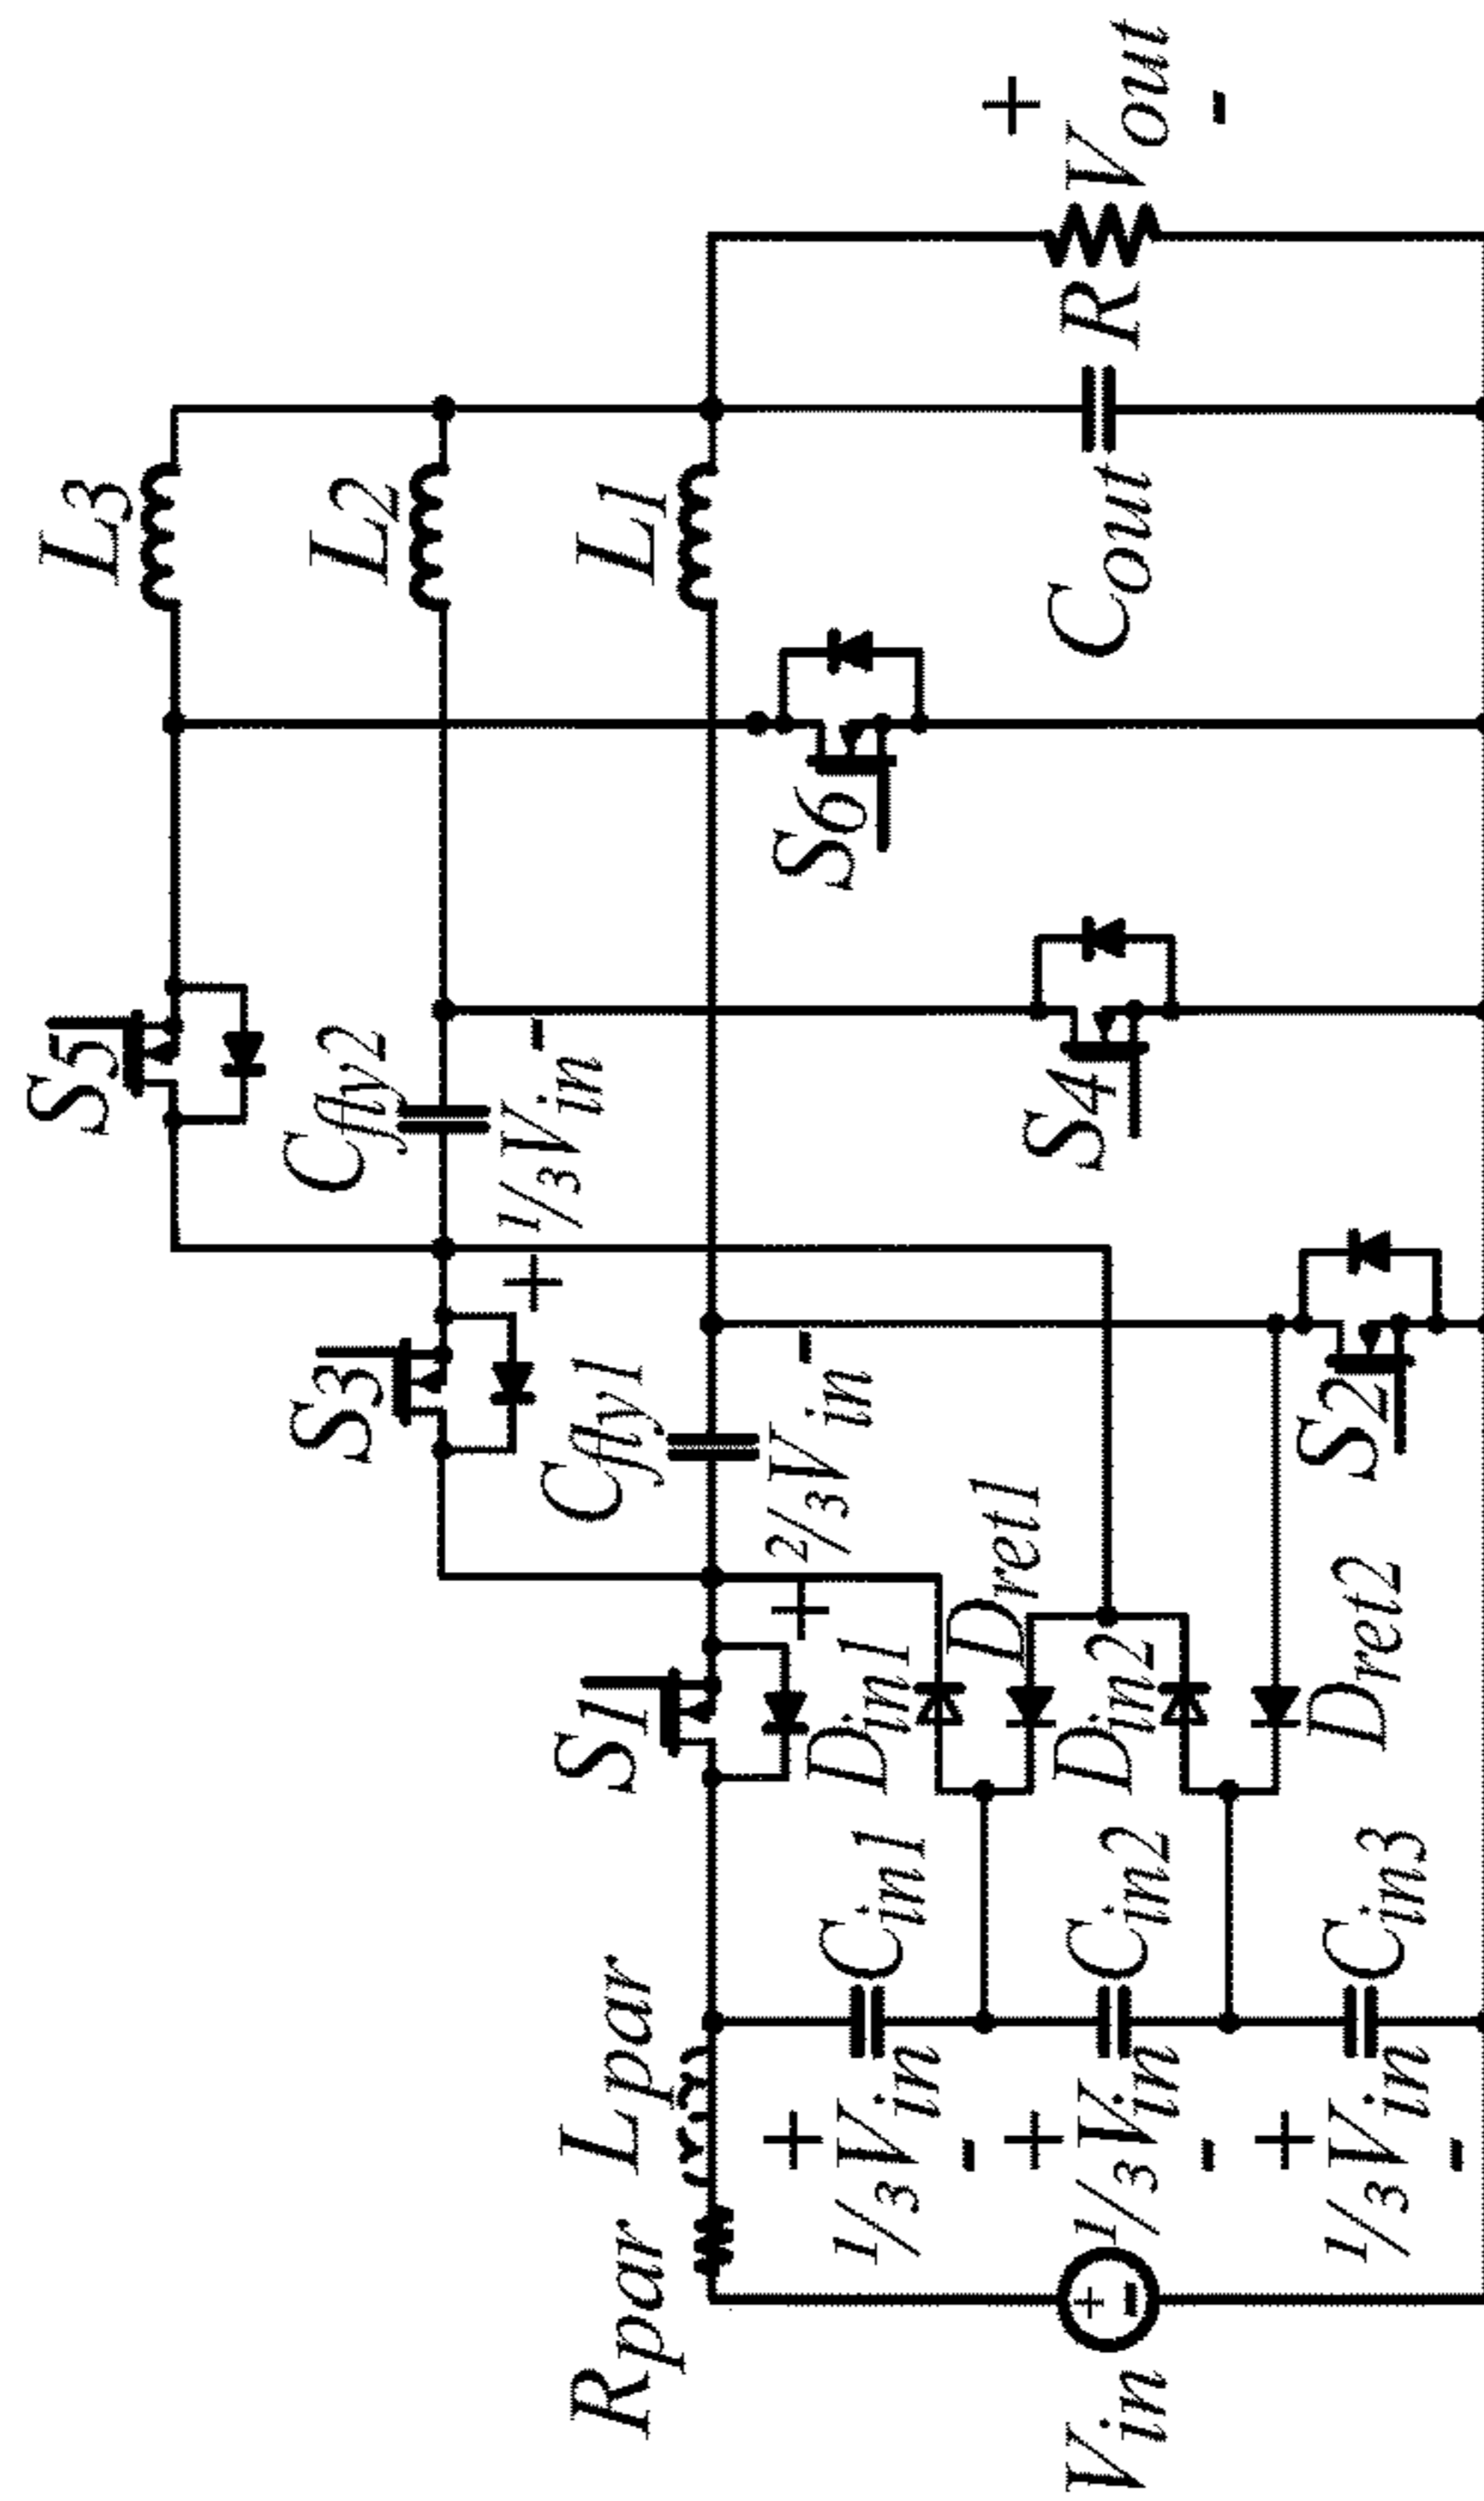 L3
S5
L2
Cfly2
1/3Vin
+
-
S3
L1
Cfly1
2/3Vin
+
-
S1
Rpar
Lpar
S6
S4
S2
Din1
Dret1
Din2
Dret2
Cin1
+
1/3Vin
-
Cin2
+
1/3Vin
-
Cin3
+
1/3Vin
-
Vin
+
-
Cout
R
+
Vout
-